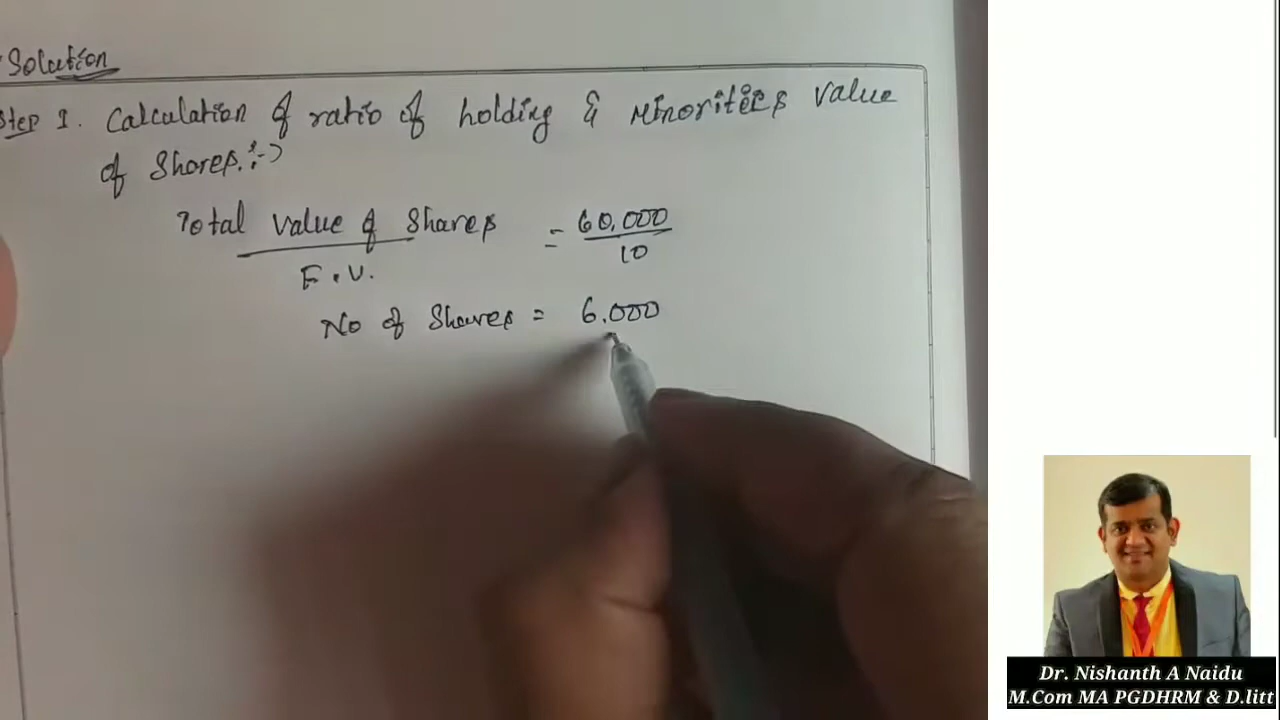 Solution
Step 1. Calculation of ratio of holding & Minorities Value
of Shares :->
Total Value of Shares = 60.000
F.V. 10
No of Shares = 6.000
Dr. Nishanth A Naidu
M.Com MA PGDHRM & D.litt